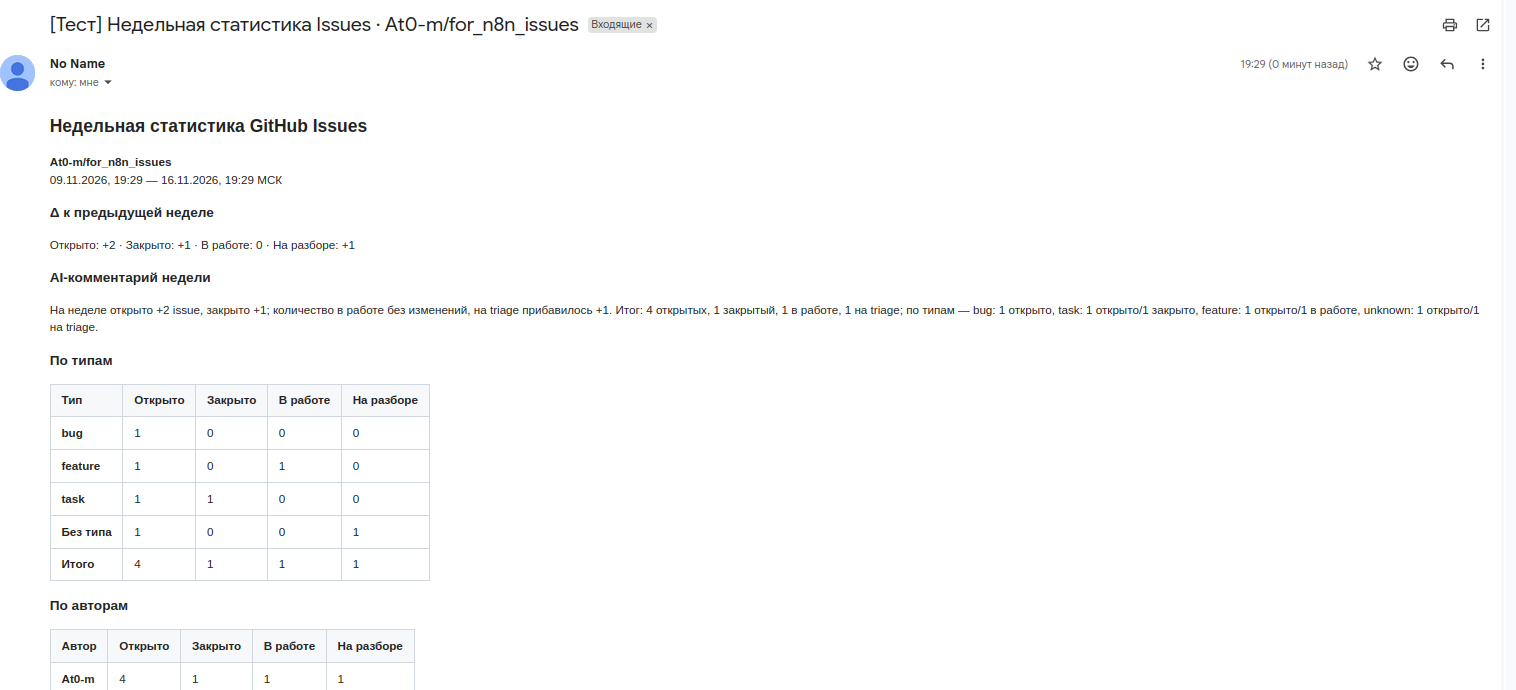 [Тест] Недельная статистика Issues · At0-m/for_n8n_issues Входящие ×
No Name 19:29 (0 минут назад)
кому: мне
Недельная статистика GitHub Issues
At0-m/for_n8n_issues
09.11.2026, 19:29 — 16.11.2026, 19:29 МСК
Δ к предыдущей неделе
Открыто: +2 · Закрыто: +1 · В работе: 0 · На разборе: +1
AI-комментарий недели
На неделе открыто +2 issue, закрыто +1; количество в работе без изменений, на triage прибавилось +1. Итог: 4 открытых, 1 закрытый, 1 в работе, 1 на triage; по типам — bug: 1 открыто, task: 1 открыто/1 закрыто, feature: 1 открыто/1 в работе, unknown: 1 открыто/1
на triage.
По типам
Тип Открыто Закрыто В работе На разборе
bug 1 0 0 0
feature 1 0 1 0
task 1 1 0 0
Без типа 1 0 0 1
Итого 4 1 1 1
По авторам
Автор Открыто Закрыто В работе На разборе
At0-m 4 1 1 1